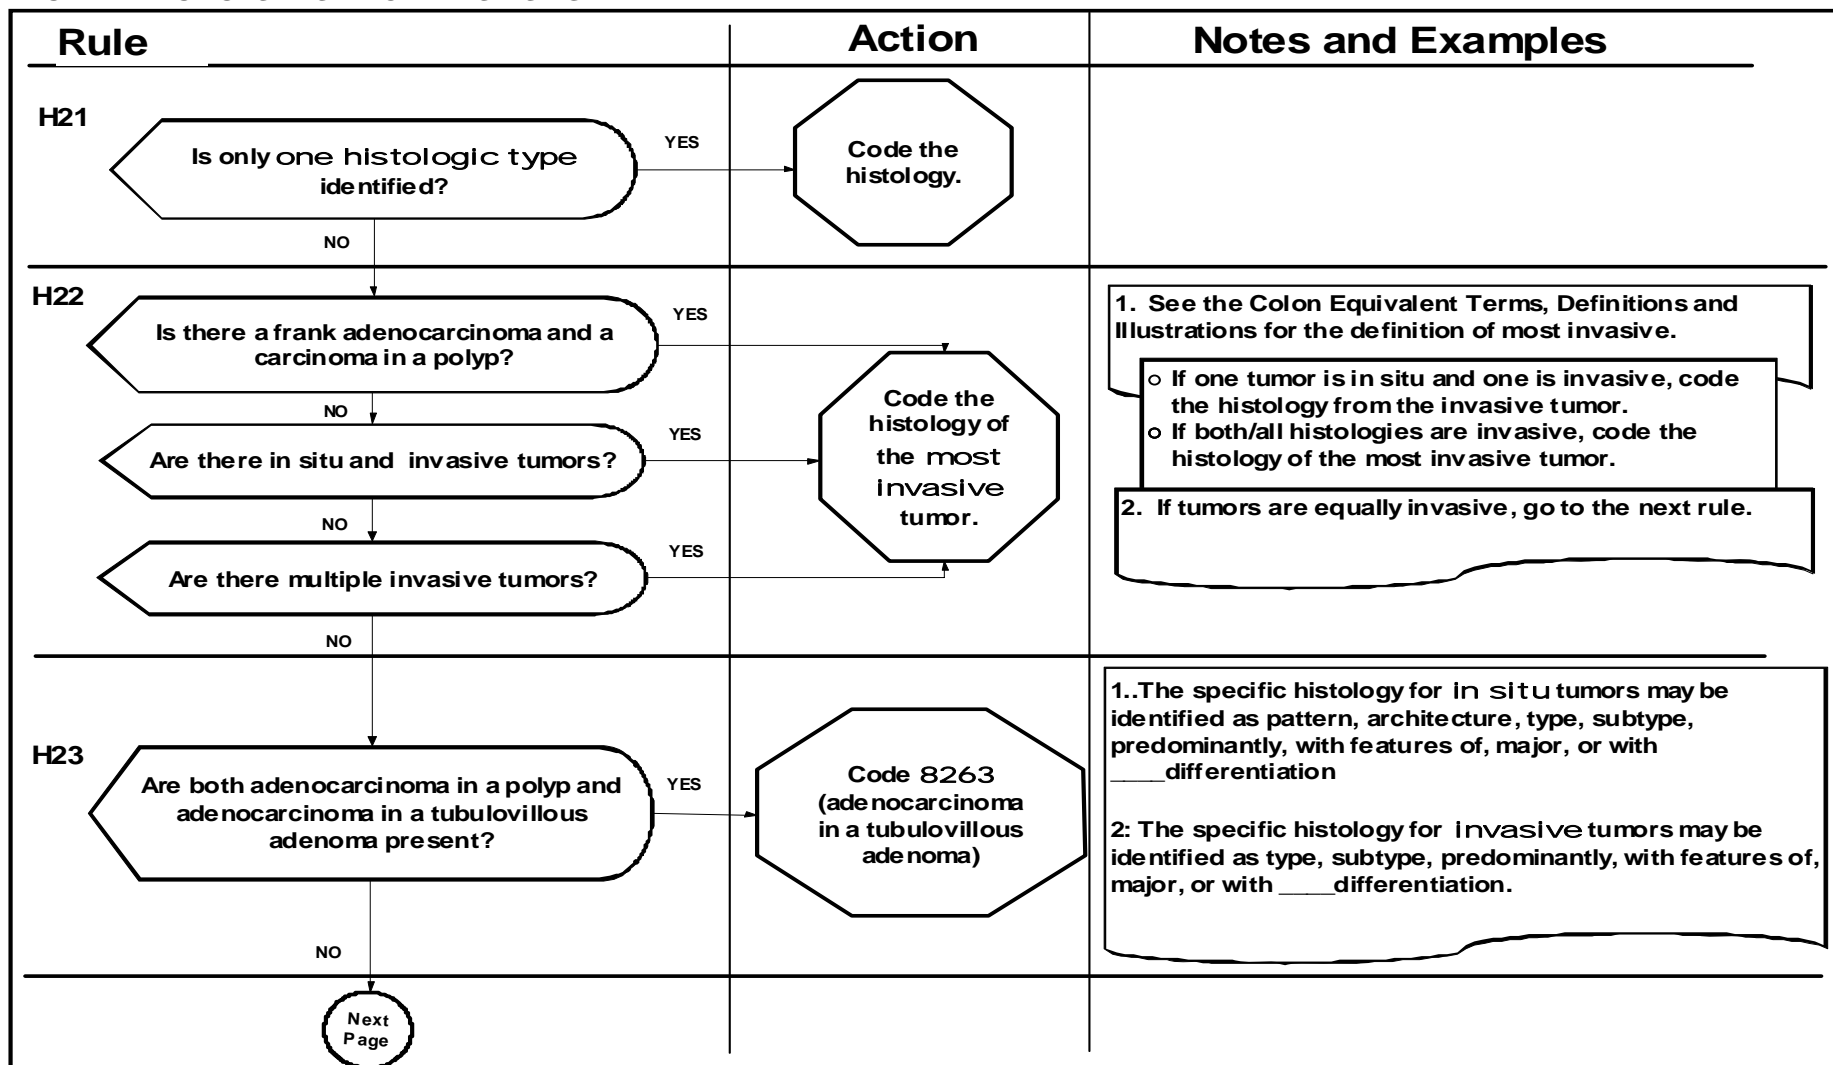 Rule
Action
Notes and Examples
H21
Is only one histologic type
identified?
YES
Code the
histology.
NO
H22
Is there a frank adenocarcinoma and a
carcinoma in a polyp?
YES
NO
Are there in situ and invasive tumors?
YES
NO
Are there multiple invasive tumors?
YES
NO
Code the
histology of
the most
invasive
tumor.
1. See the Colon Equivalent Terms, Definitions and
Illustrations for the definition of most invasive.
o If one tumor is in situ and one is invasive, code
the histology from the invasive tumor.
o If both/all histologies are invasive, code the
histology of the most invasive tumor.
2. If tumors are equally invasive, go to the next rule.
H23
Are both adenocarcinoma in a polyp and
adenocarcinoma in a tubulovillous
adenoma present?
YES
Code 8263
(adenocarcinoma
in a tubulovillous
adenoma)
1..The specific histology for in situ tumors may be
identified as pattern, architecture, type, subtype,
predominantly, with features of, major, or with
____differentiation
2: The specific histology for invasive tumors may be
identified as type, subtype, predominantly, with features of,
major, or with ____differentiation.
NO
Next
Page